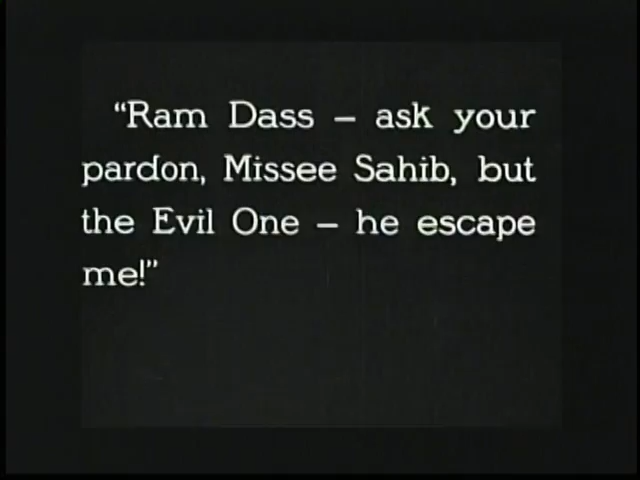 “Ram Dass – ask your
pardon, Missee Sahib, but
the Evil One – he escape
me!”